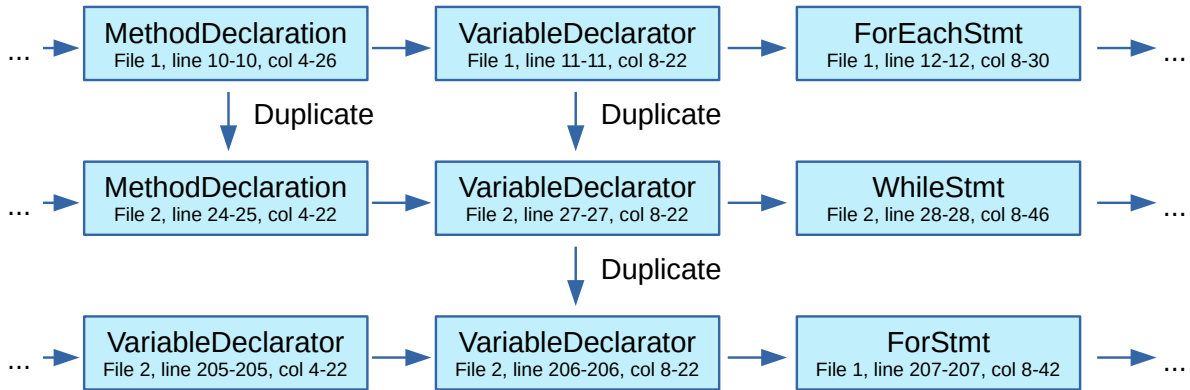 ... MethodDeclaration VariableDeclarator ForEachStmt ...
File 1, line 10-10, col 4-26 File 1, line 11-11, col 8-22 File 1, line 12-12, col 8-30
Duplicate Duplicate
... MethodDeclaration VariableDeclarator WhileStmt ...
File 2, line 24-25, col 4-22 File 2, line 27-27, col 8-22 File 2, line 28-28, col 8-46
Duplicate
... VariableDeclarator VariableDeclarator ForStmt ...
File 2, line 205-205, col 4-22 File 2, line 206-206, col 8-22 File 1, line 207-207, col 8-42